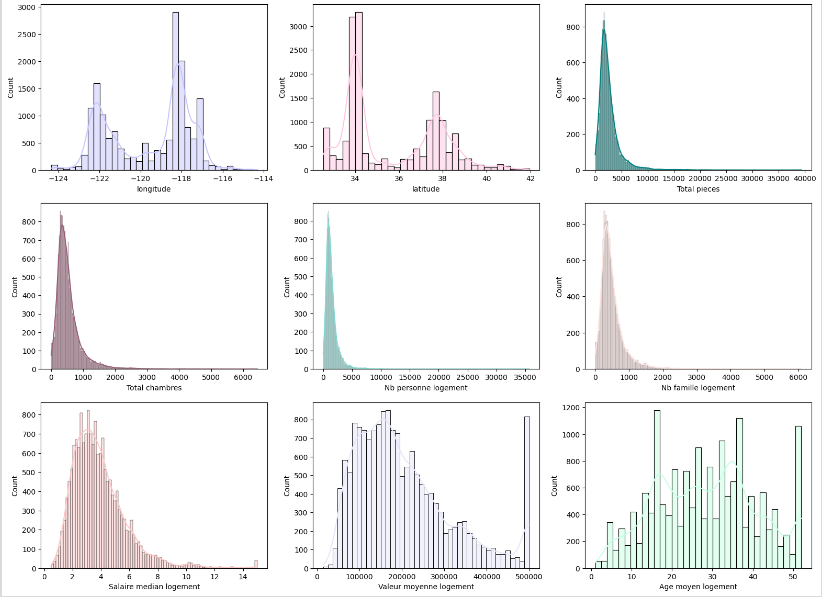 3000
2500
2000
1500
1000
500
0
Count
−124 −122 −120 −118 −116 −114
longitude
3000
2500
2000
1500
1000
500
0
Count
34 36 38 40 42
latitude
800
600
400
200
Count
0 5000 10000 15000 20000 25000 30000 35000 40000
Total pieces
800
700
600
500
400
300
200
100
0
Count
0 1000 2000 3000 4000 5000 6000
Total chambres
800
700
600
500
400
300
200
100
0
Count
0 5000 10000 15000 20000 25000 30000 35000
Nb personne logement
800
600
400
200
0
Count
0 1000 2000 3000 4000 5000 6000
Nb famille logement
800
700
600
500
400
300
200
100
0
Count
0 2 4 6 8 10 12 14
Salaire median logement
800
700
600
500
400
300
200
100
0
Count
0 100000 200000 300000 400000 500000
Valeur moyenne logement
1200
1000
800
600
400
200
0
Count
0 10 20 30 40 50
Age moyen logement